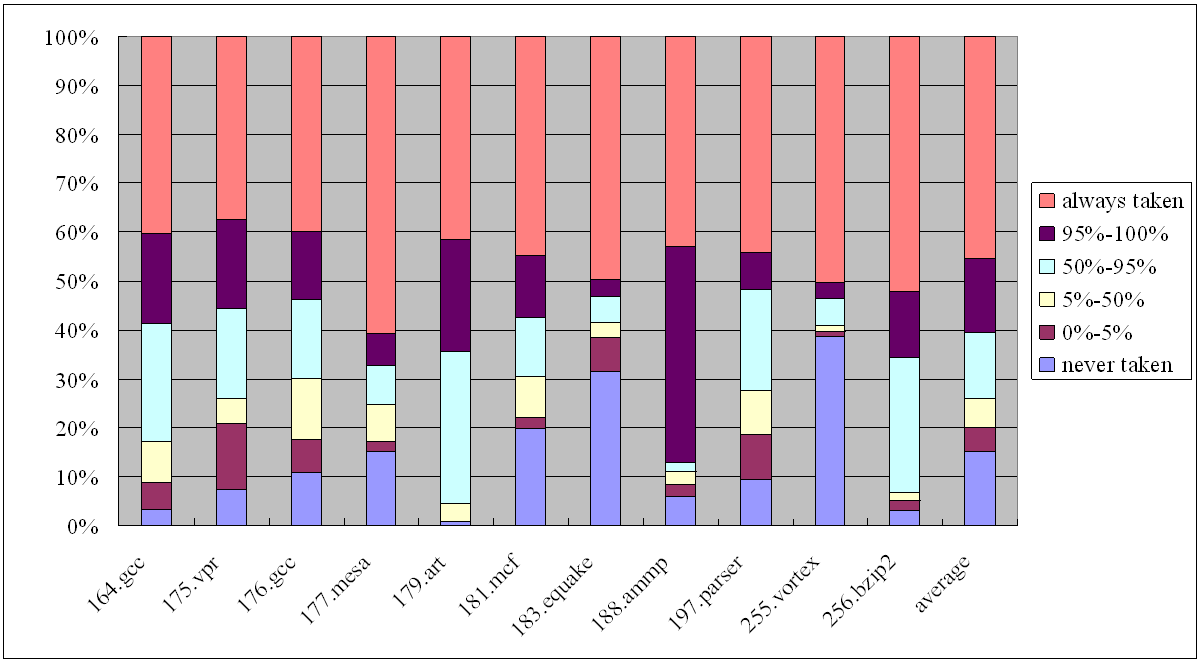 100%
90%
80%
70%
60%
50%
40%
30%
20%
10%
0%
164.gcc
175.vpr
176.gcc
177.mesa
179.art
181.mcf
183.equake
188.ammp
197.parser
255.vortex
256.bzip2
average
always taken
95%-100%
50%-95%
5%-50%
0%-5%
never taken